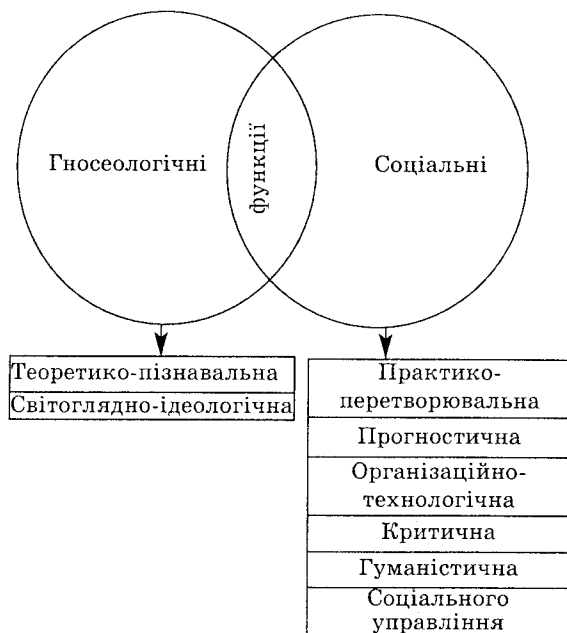 Гносеологічні
функції
Соціальні
Теоретико-пізнавальна
Світоглядно-ідеологічна
Практико-
перетворювальна
Прогностична
Організаційно-
технологічна
Критична
Гуманістична
Соціального
управління